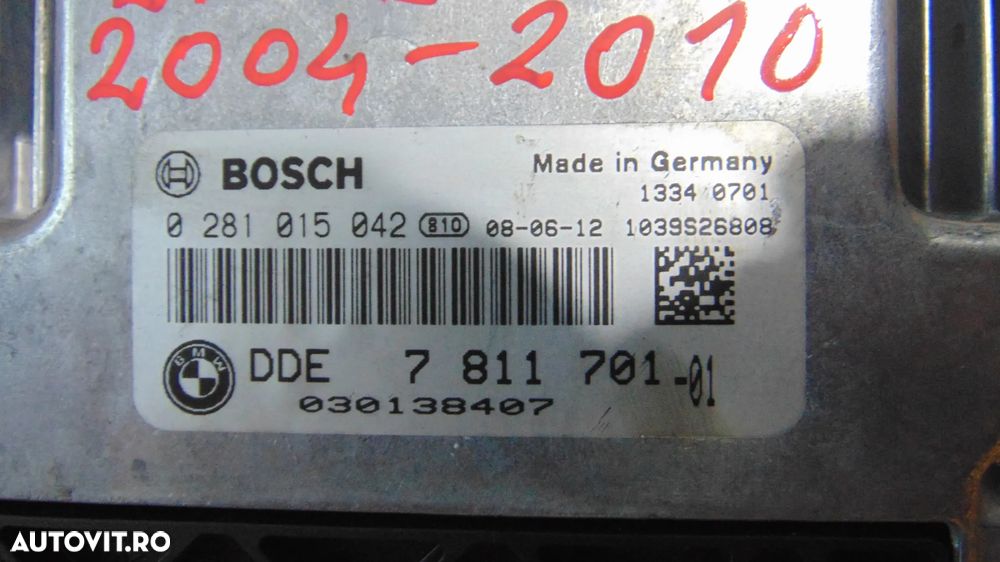 2004-2010
BOSCH Made in Germany
1334 0701
0 281 015 042 810 08-06-12 1039S26808
BMW DDE 7 811 701-01
030138407
AUTOVIT.RO